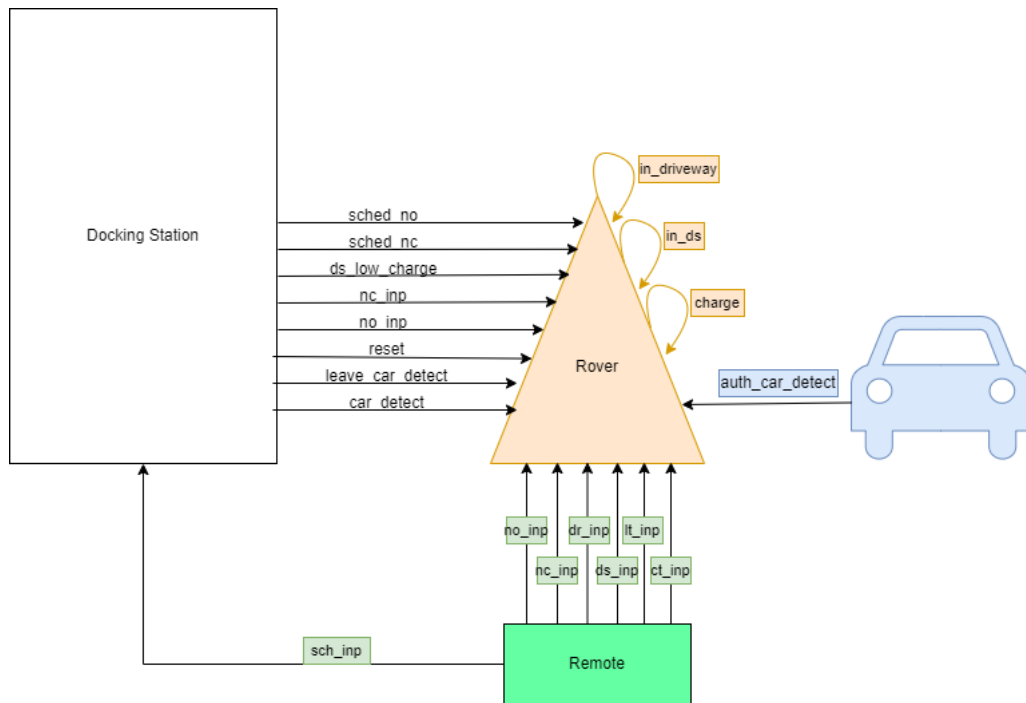 in_driveway
sched_no
Docking Station
in_ds
sched_nc
ds_low_charge
nc_inp
charge
no_inp
reset
Rover
leave_car_detect
auth_car_detect
car_detect
no_inp
dr_inp
lt_inp
nc_inp
ds_inp
ct_inp
sch_inp
Remote